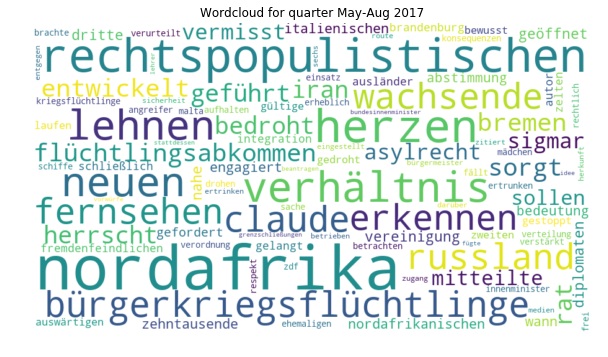 Wordcloud for quarter May-Aug 2017
brachte verurteilt vermisst italienischen brandenburg bewusst route konsequenzen
entgegen dritte sechs geöffnet
rechtspopulistischen
lehrer entwickelt geführt iran einsatz ausländer abstimmung autor zeiten rechtlich
kriegsflüchtlinge sicherheit angreifer malta aufhalten gültige erheblich wachsende
laufen lehnen bedroht herzen bremen
stattdessen integration eingestellt bundesinnenminister zitiert sigmar
flüchtlingsabkommen gedroht asylrecht bürgermeister mädchen
schiffe schließlich engagiert fällt sorgt idee herkunft
neuen nahe drohen ertrinken verhältnis beantragen ertrunken
vorwürfe sache darüber sollen
fernsehen claude erkennen bedeutung
herrscht gefordert grenzschließungen vereinigung gestoppt
fremdenfeindlichen verordnung gelangt betrieben betrachten zweiten verteilung verstärkt
nordafrika respekt zdf russland fügte diplomaten
zugang mitteilte innenminister
bürgerkriegsflüchtlinge rat medien
auswärtigen zehntausende ehemaligen nordafrikanischen wann frei